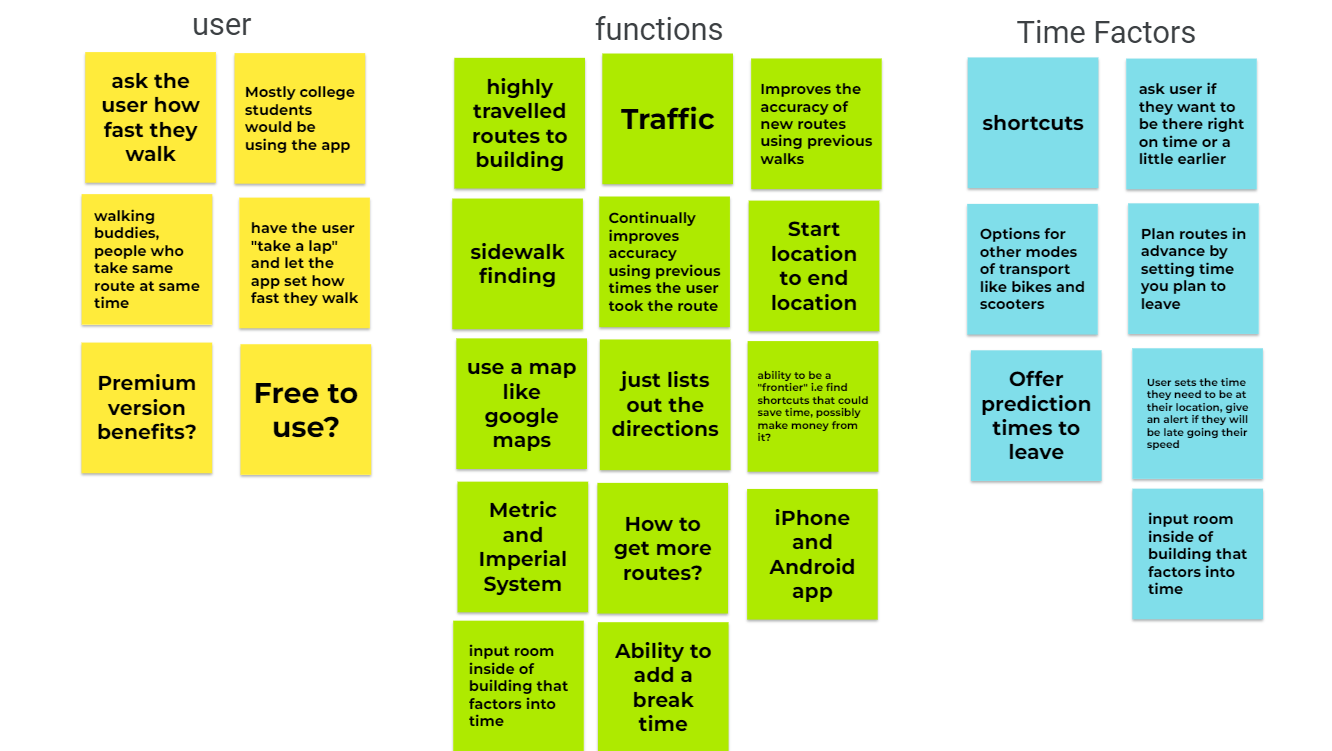 user
ask the
user how
fast they
walk
Mostly college
students
would be
using the app
walking
buddies,
people who
take same
route at same
time
have the user
"take a lap"
and let the
app set how
fast they walk
Premium
version
benefits?
Free to
use?
functions
highly
travelled
routes to
building
Traffic
Improves the
accuracy of
new routes
using previous
walks
sidewalk
finding
Continually
improves
accuracy
using previous
times the user
took the route
Start
location
to end
location
use a map
like
google
maps
just lists
out the
directions
ability to be a
"frontier" i.e find
shortcuts that could
save time, possibly
make money from
it?
Metric
and
Imperial
System
How to
get more
routes?
iPhone
and
Android
app
input room
inside of
building that
factors into
time
Ability to
add a
break
time
Time Factors
shortcuts
ask user if
they want to
be there right
on time or a
little earlier
Options for
other modes
of transport
like bikes and
scooters
Plan routes in
advance by
setting time
you plan to
leave
Offer
prediction
times to
leave
User sets the time
they need to be at
their location, give
an alert if they will
be late going their
speed
input room
inside of
building that
factors into
time